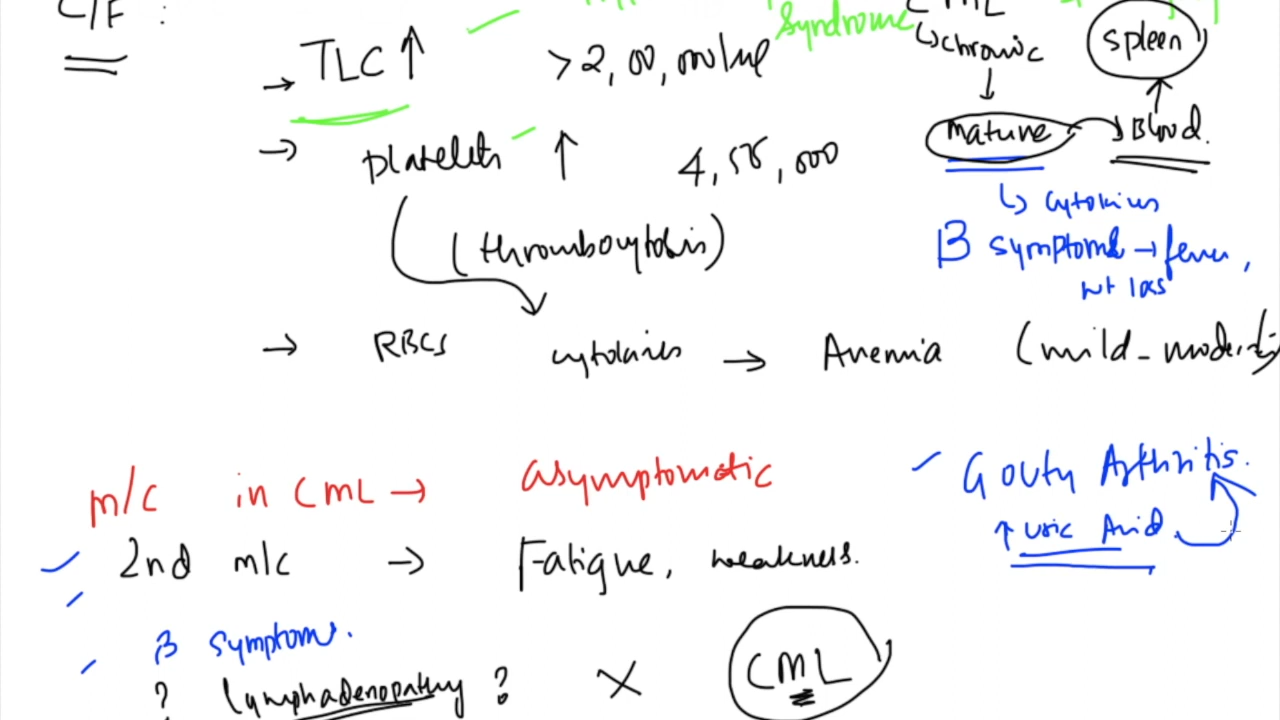 C/F :
Syndrome
CML
→ TLC ↑ > 2,00,000/μl
↳ chronic
spleen
↓
mature → Blood.
→ platelets ↑ 4,50,000
↳ cytokines
(thrombocytosis)
B symptoms → fever,
wt loss
→ RBCS cytokines → Anemia (mild-moderate)
m/c in CML → asymptomatic
Gouty Arthritis.
↑ uric Acid
2nd m/c → Fatigue, weakness.
B symptoms.
? lymphadenopathy ? X CML